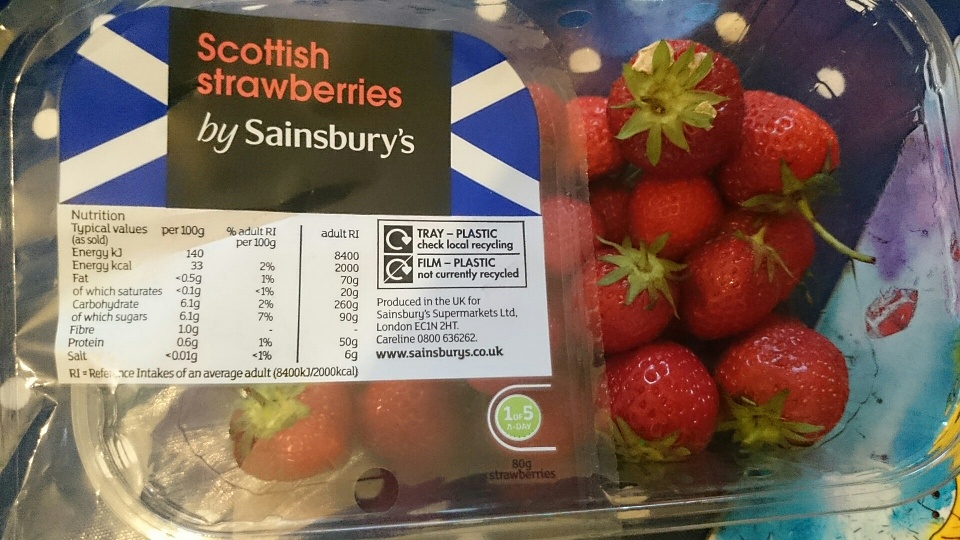 Scottish
strawberries
by Sainsbury's
Nutrition
Typical values per 100g % adult RI adult RI
(as sold) per 100g
Energy kJ 140 8400
Energy kcal 33 2% 2000
Fat <0.5g 1% 70g
of which saturates <0.1g <1% 20g
Carbohydrate 6.1g 2% 260g
of which sugars 6.1g 7% 90g
Fibre 1.0g - -
Protein 0.6g 1% 50g
Salt <0.01g <1% 6g
RI = Reference Intakes of an average adult (8400kJ/2000kcal)
TRAY – PLASTIC
check local recycling
FILM – PLASTIC
not currently recycled
Produced in the UK for
Sainsbury's Supermarkets Ltd,
London EC1N 2HT.
Careline 0800 636262.
www.sainsburys.co.uk
1 OF 5
A-DAY
80g
strawberries